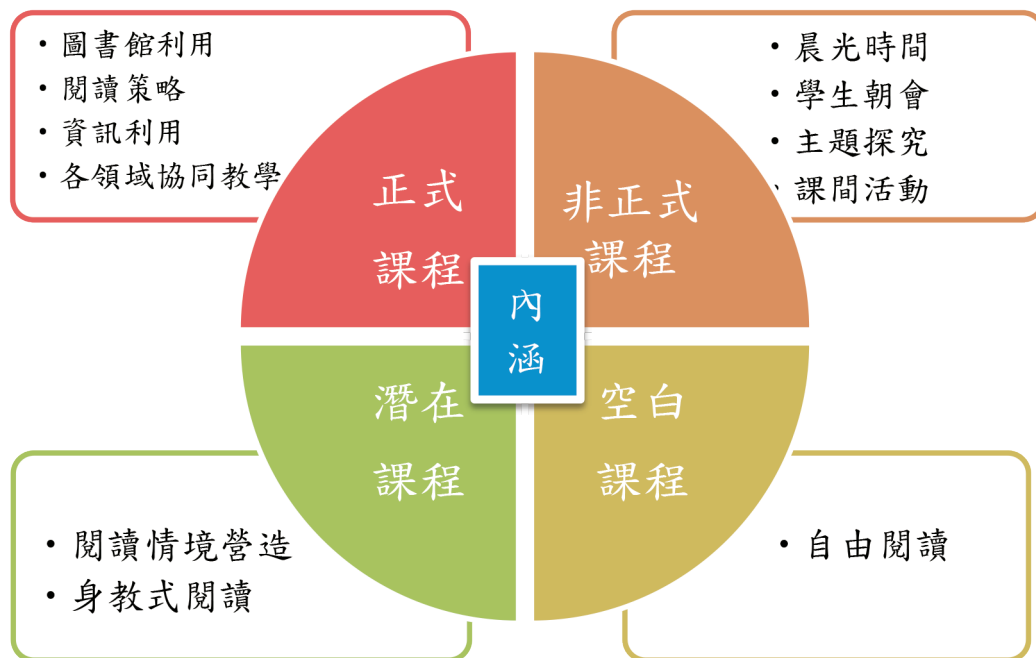 • 圖書館利用
• 閱讀策略
• 資訊利用
• 各領域協同教學
正式
課程
• 晨光時間
• 學生朝會
• 主題探究
• 課間活動
非正式
課程
內
涵
潛在
課程
• 閱讀情境營造
• 身教式閱讀
空白
課程
• 自由閱讀